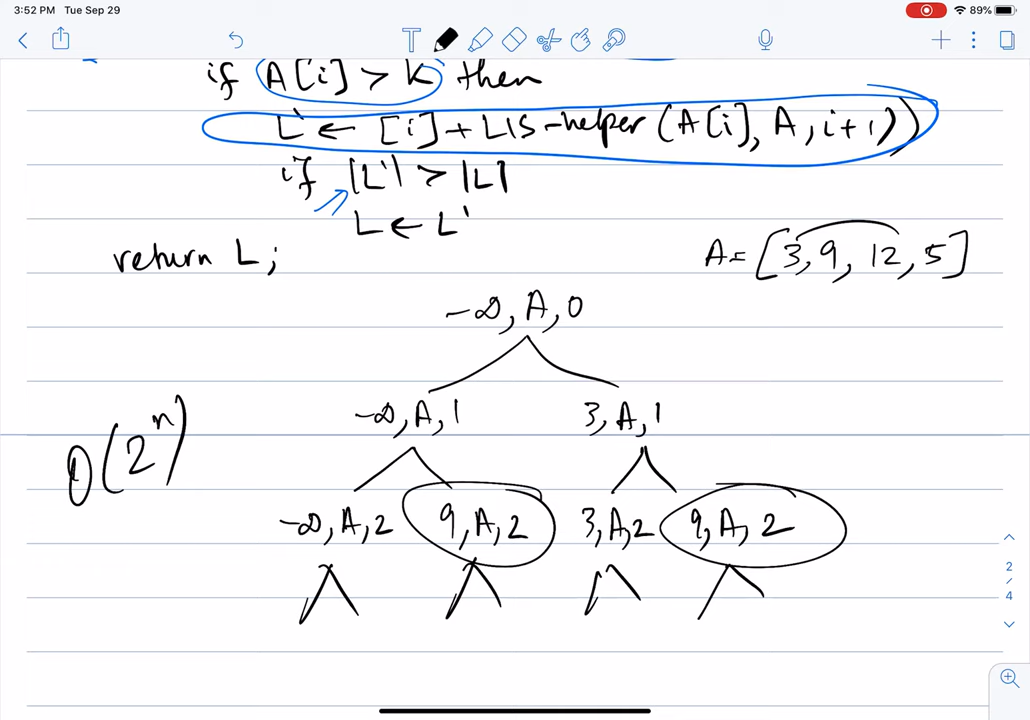 3:52 PM Tue Sep 29
89%
T
if A[i] > K then
L' ← [i] + LIS-helper (A[i], A, i+1))
if |L'| > |L|
L ← L'
return L;
A= [3, 9, 12, 5]
-∞, A, 0
-∞, A, 1 3, A, 1
O(2^n)
-∞, A, 2 9, A, 2 3, A, 2 9, A, 2
2
/
4